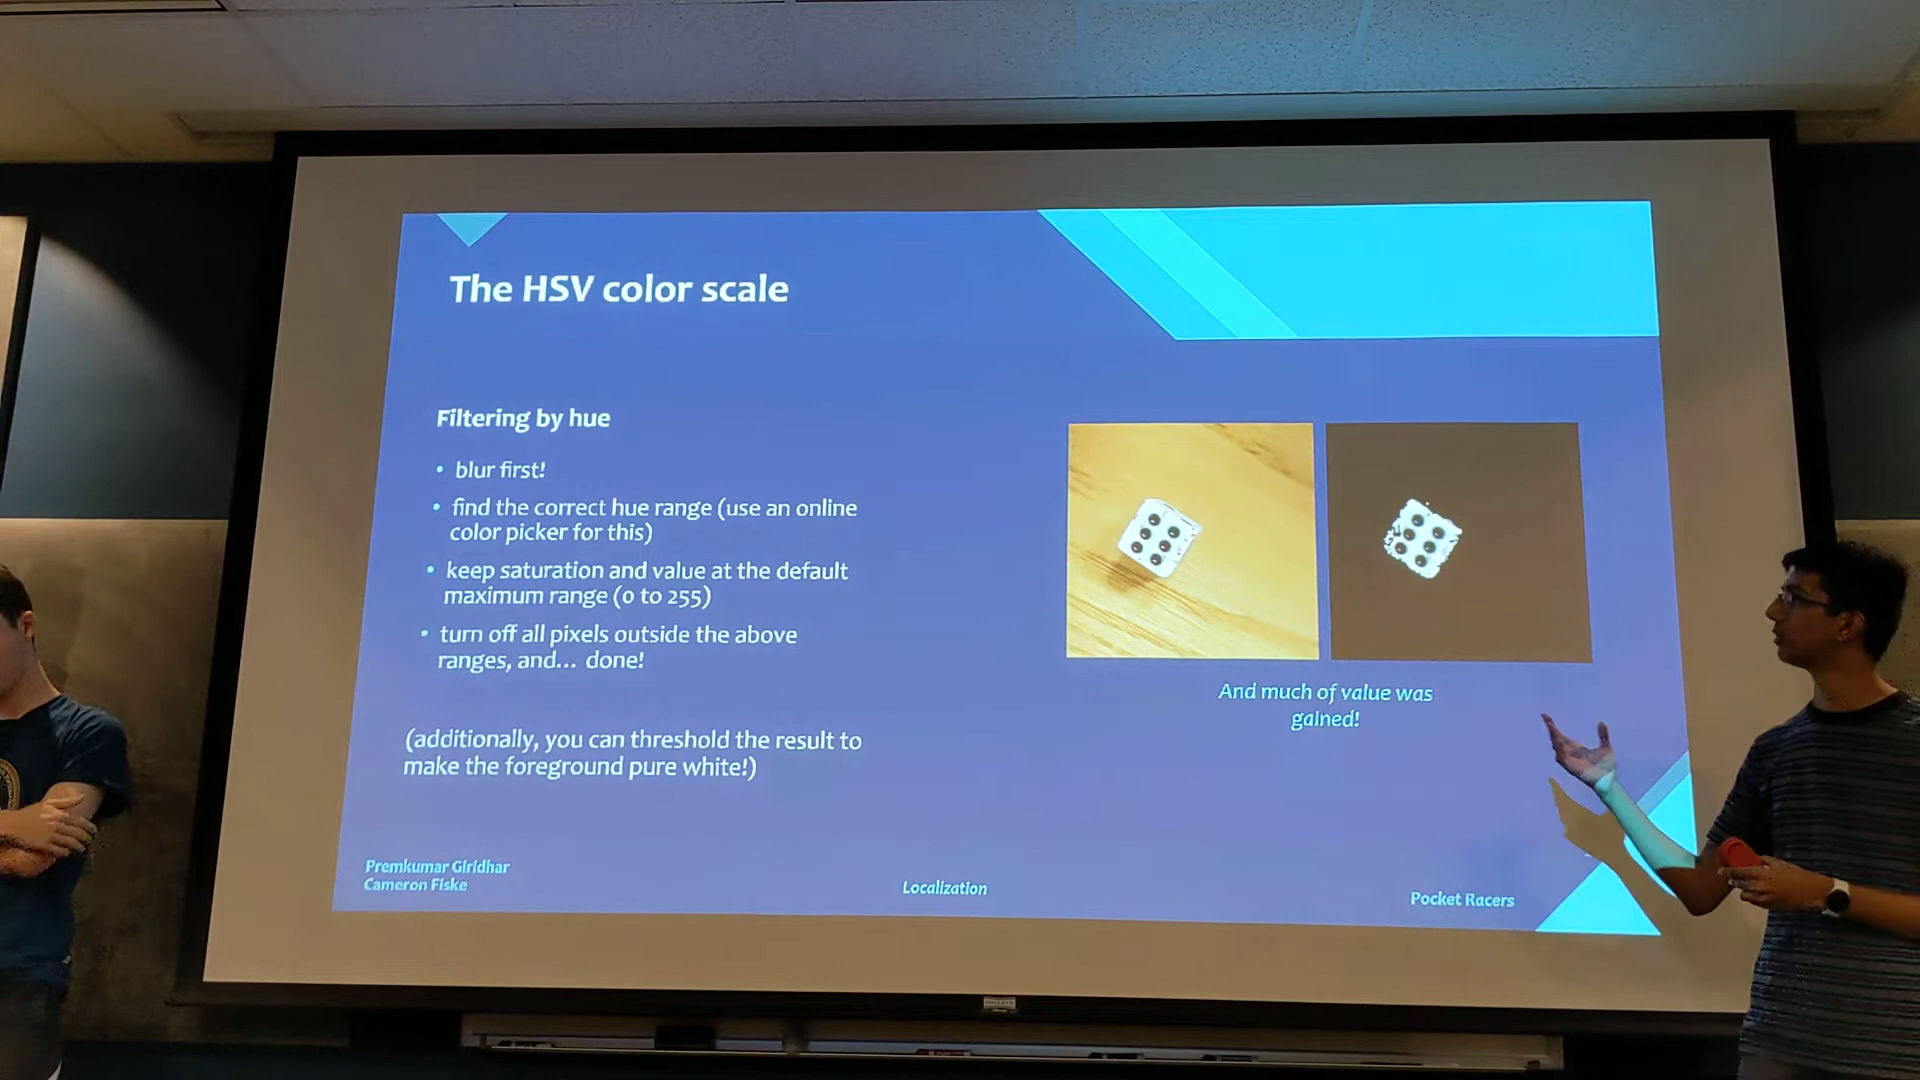 The HSV color scale
Filtering by hue
• blur first!
• find the correct hue range (use an online
color picker for this)
• keep saturation and value at the default
maximum range (0 to 255)
• turn off all pixels outside the above
ranges, and... done!
(additionally, you can threshold the result to
make the foreground pure white!)
And much of value was
gained!
Premkumar Giridhar
Cameron Fiske
Localization
Pocket Racers